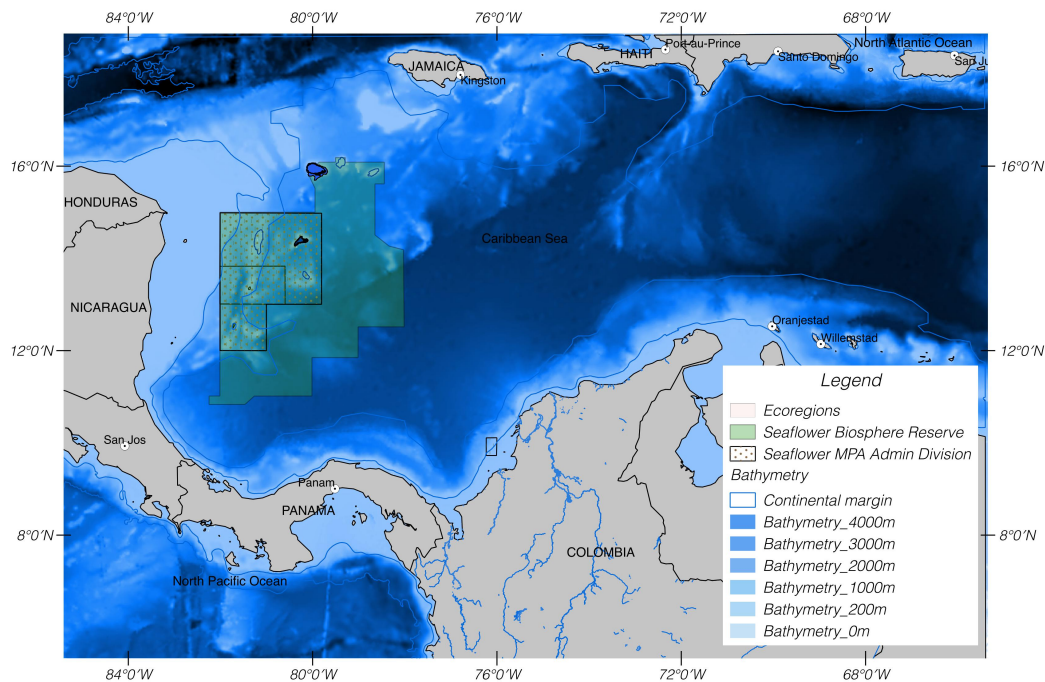 84°0'W 80°0'W 76°0'W 72°0'W 68°0'W
North Atlantic Ocean
Port-au-Prince
HAITI
Santo Domingo
San Ju
JAMAICA
Kingston
16°0'N 16°0'N
HONDURAS
Caribbean Sea
NICARAGUA
Oranjestad
Willemstad
12°0'N 12°0'N
San Jos
Panam
PANAMA
8°0'N 8°0'N
COLOMBIA
North Pacific Ocean
Legend
Ecoregions
Seaflower Biosphere Reserve
Seaflower MPA Admin Division
Bathymetry
Continental margin
Bathymetry_4000m
Bathymetry_3000m
Bathymetry_2000m
Bathymetry_1000m
Bathymetry_200m
Bathymetry_0m
84°0'W 80°0'W 76°0'W 72°0'W 68°0'W